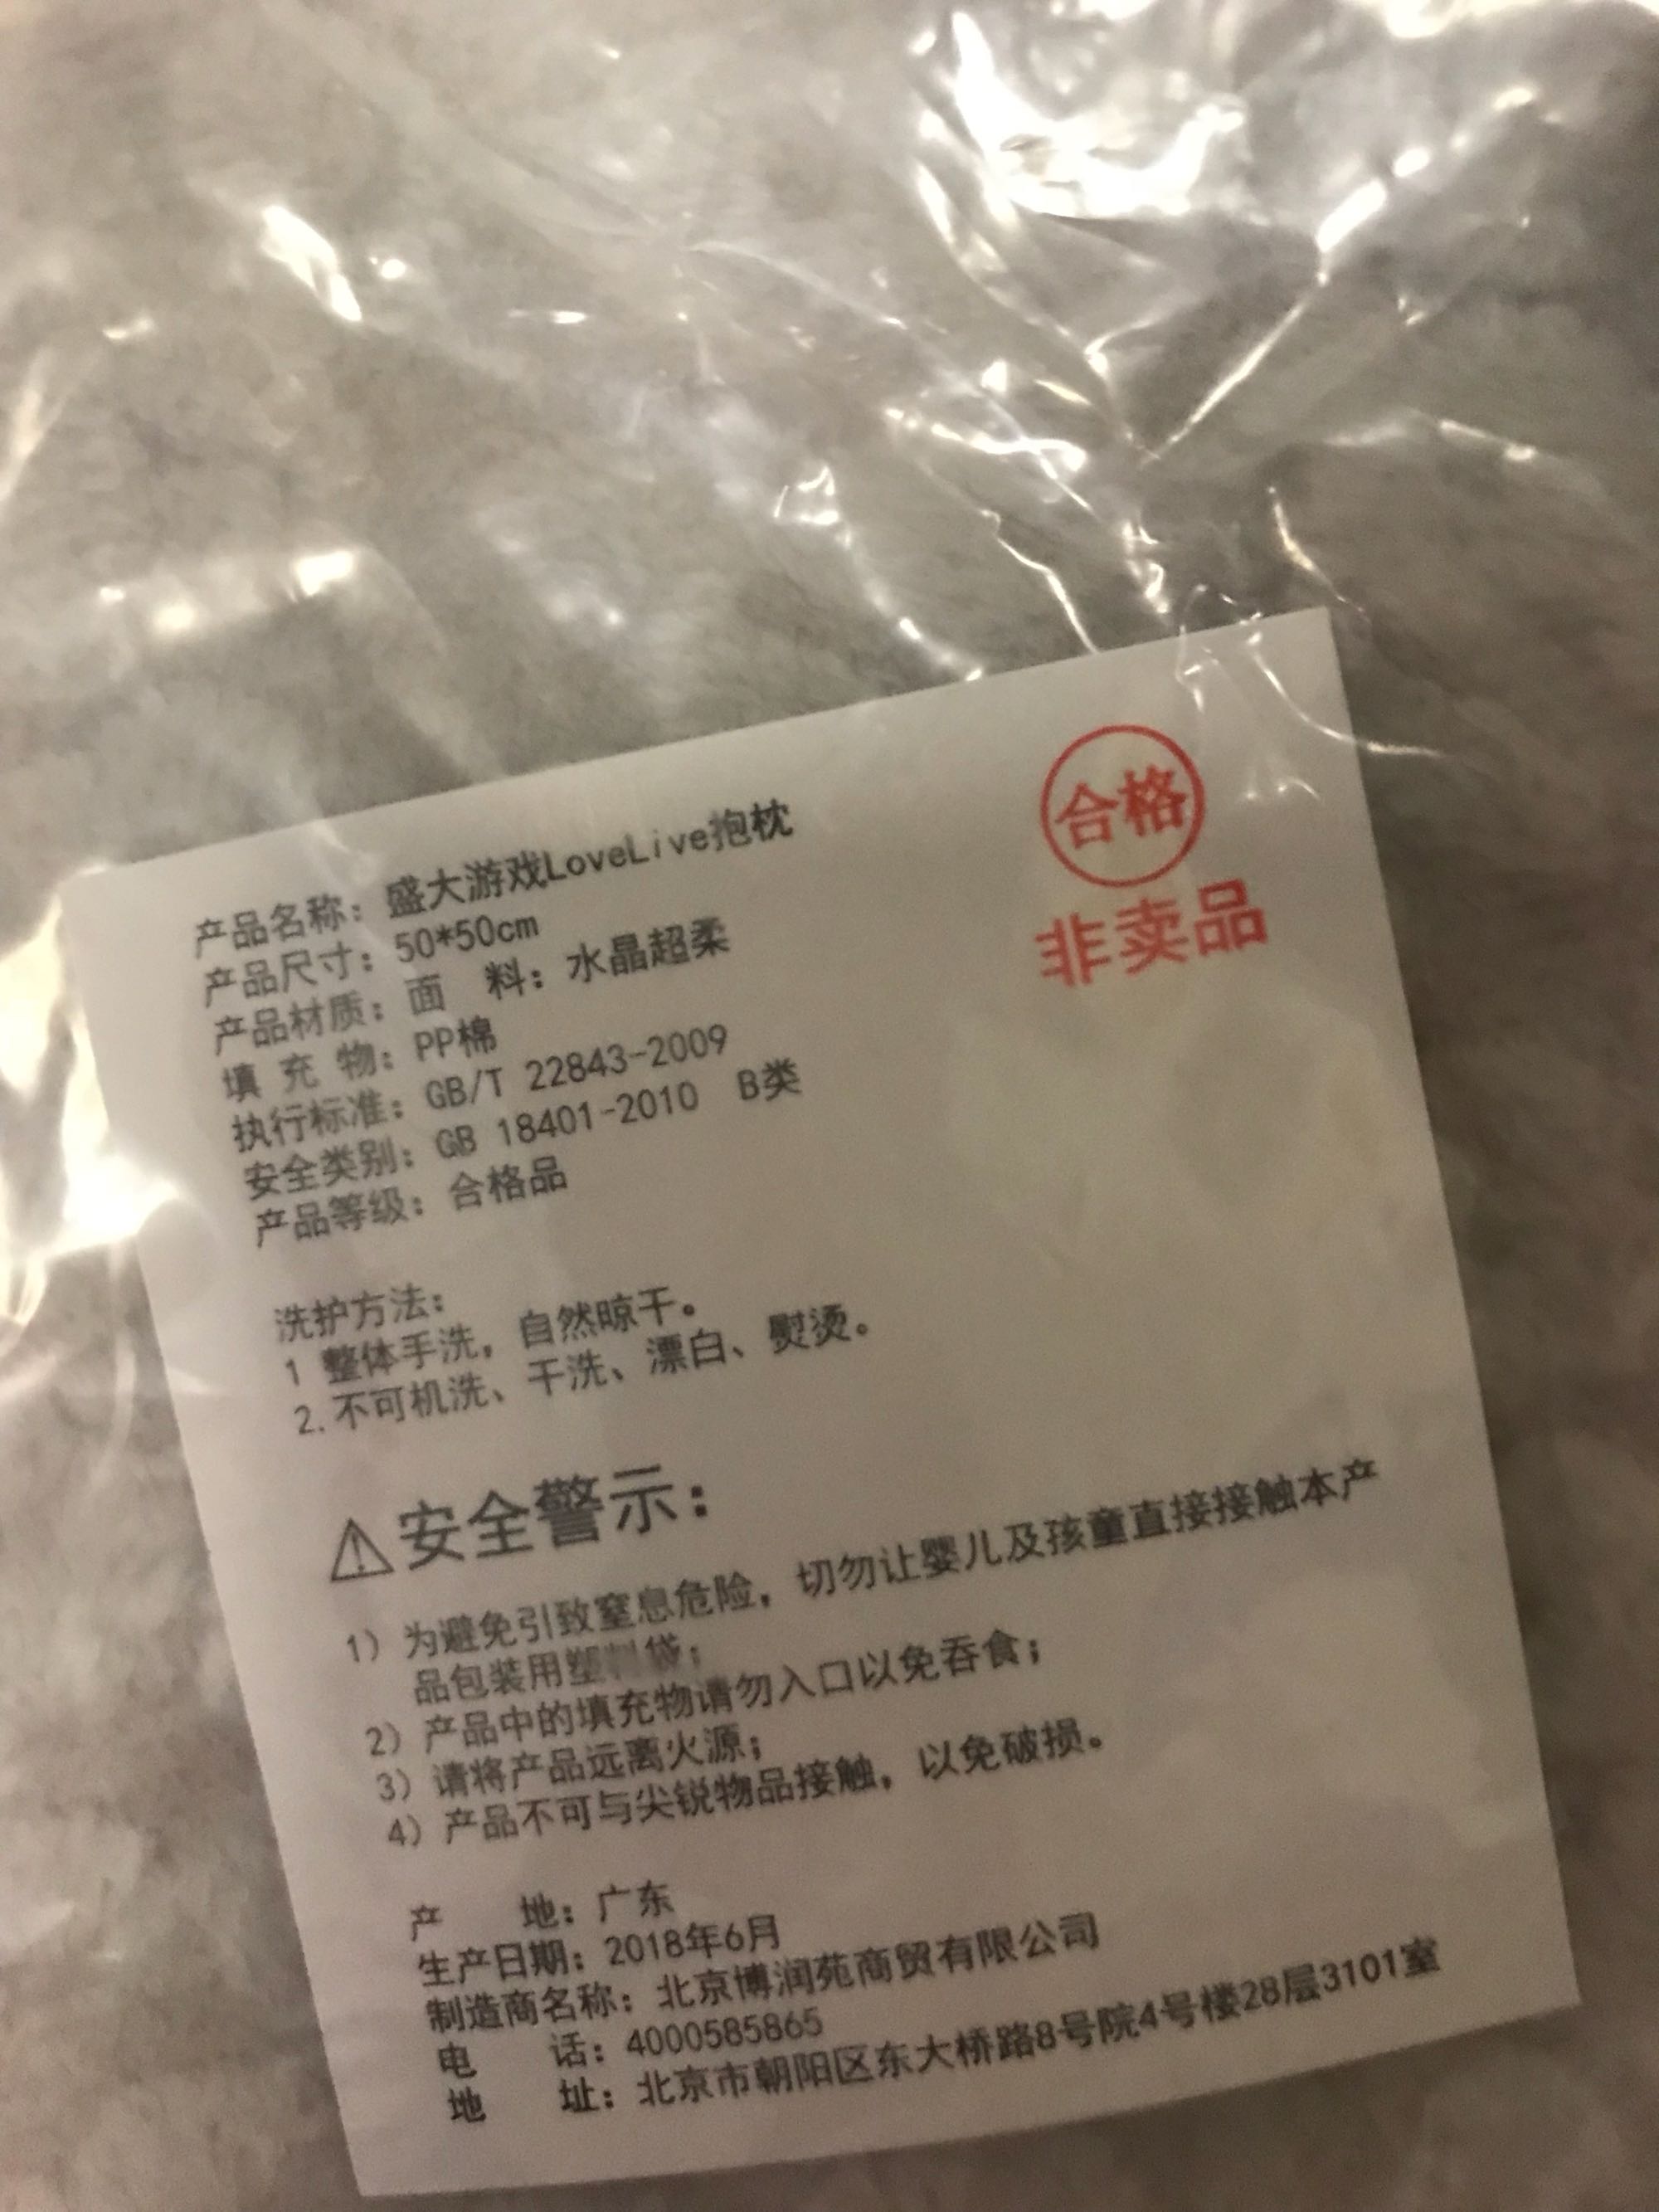 合格
非卖品
产品名称：盛大游戏LoveLive抱枕
产品尺寸：50*50cm
产品材质：面 料：水晶超柔
填 充 物：PP棉
执行标准：GB/T 22843-2009
安全类别：GB 18401-2010 B类
产品等级：合格品
洗护方法：
1 整体手洗，自然晾干。
2.不可机洗、干洗、漂白、熨烫。
⚠安全警示：
1）为避免引致窒息危险，切勿让婴儿及孩童直接接触本产
品包装用塑料袋；
2）产品中的填充物请勿入口以免吞食；
3）请将产品远离火源；
4）产品不可与尖锐物品接触，以免破损。
产 地：广东
生产日期：2018年6月
制造商名称：北京博润苑商贸有限公司
电 话：4000585865
地 址：北京市朝阳区东大桥路8号院4号楼28层3101室